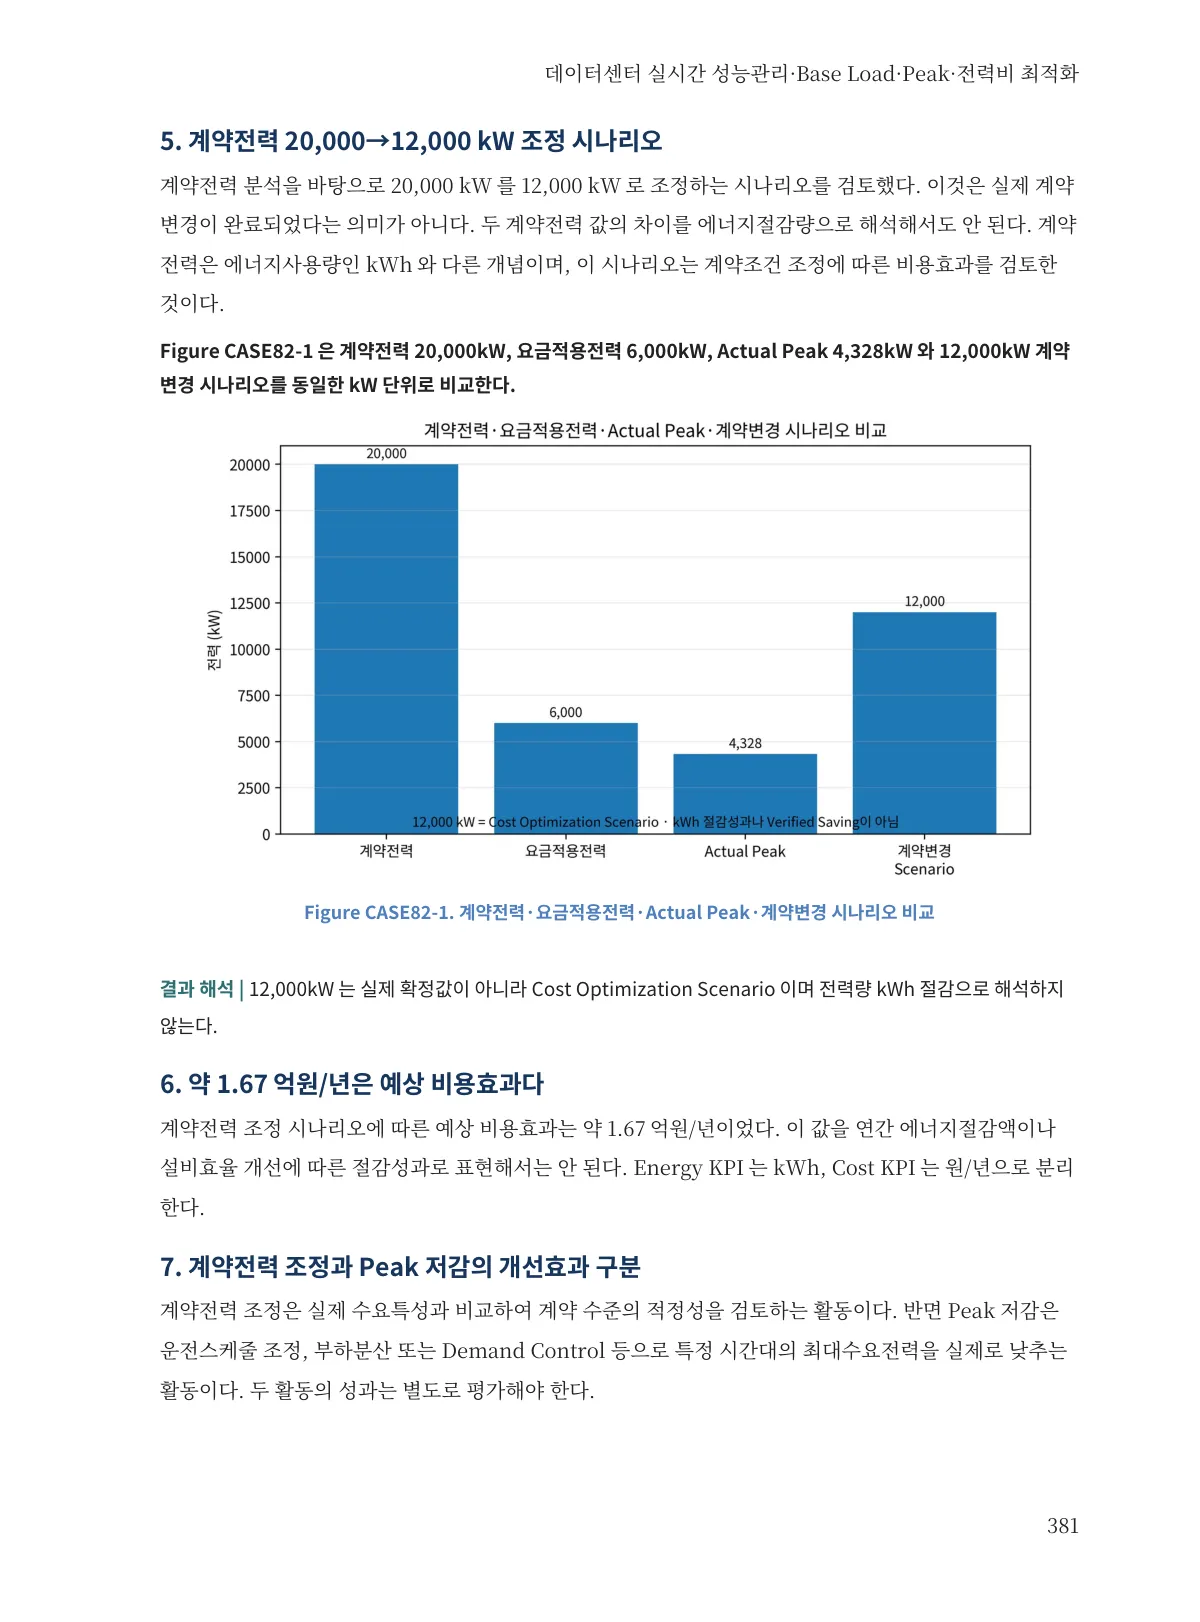 데이터센터 실시간 성능관리·Base Load·Peak·전력비 최적화
5. 계약전력 20,000→12,000 kW 조정 시나리오
계약전력 분석을 바탕으로 20,000 kW 를 12,000 kW 로 조정하는 시나리오를 검토했다. 이것은 실제 계약
변경이 완료되었다는 의미가 아니다. 두 계약전력 값의 차이를 에너지절감량으로 해석해서도 안 된다. 계약
전력은 에너지사용량인 kWh 와 다른 개념이며, 이 시나리오는 계약조건 조정에 따른 비용효과를 검토한
것이다.
Figure CASE82-1 은 계약전력 20,000kW, 요금적용전력 6,000kW, Actual Peak 4,328kW 와 12,000kW 계약
변경 시나리오를 동일한 kW 단위로 비교한다.
계약전력·요금적용전력·Actual Peak·계약변경 시나리오 비교
전력 (kW)
20000
17500
15000
12500
10000
7500
5000
2500
0
20,000
6,000
4,328
12,000
12,000 kW = Cost Optimization Scenario · kWh 절감성과나 Verified Saving이 아님
계약전력
요금적용전력
Actual Peak
계약변경
Scenario
Figure CASE82-1. 계약전력·요금적용전력·Actual Peak·계약변경 시나리오 비교
결과 해석 | 12,000kW 는 실제 확정값이 아니라 Cost Optimization Scenario 이며 전력량 kWh 절감으로 해석하지
않는다.
6. 약 1.67 억원/년은 예상 비용효과다
계약전력 조정 시나리오에 따른 예상 비용효과는 약 1.67 억원/년이었다. 이 값을 연간 에너지절감액이나
설비효율 개선에 따른 절감성과로 표현해서는 안 된다. Energy KPI 는 kWh, Cost KPI 는 원/년으로 분리
한다.
7. 계약전력 조정과 Peak 저감의 개선효과 구분
계약전력 조정은 실제 수요특성과 비교하여 계약 수준의 적정성을 검토하는 활동이다. 반면 Peak 저감은
운전스케줄 조정, 부하분산 또는 Demand Control 등으로 특정 시간대의 최대수요전력을 실제로 낮추는
활동이다. 두 활동의 성과는 별도로 평가해야 한다.
381